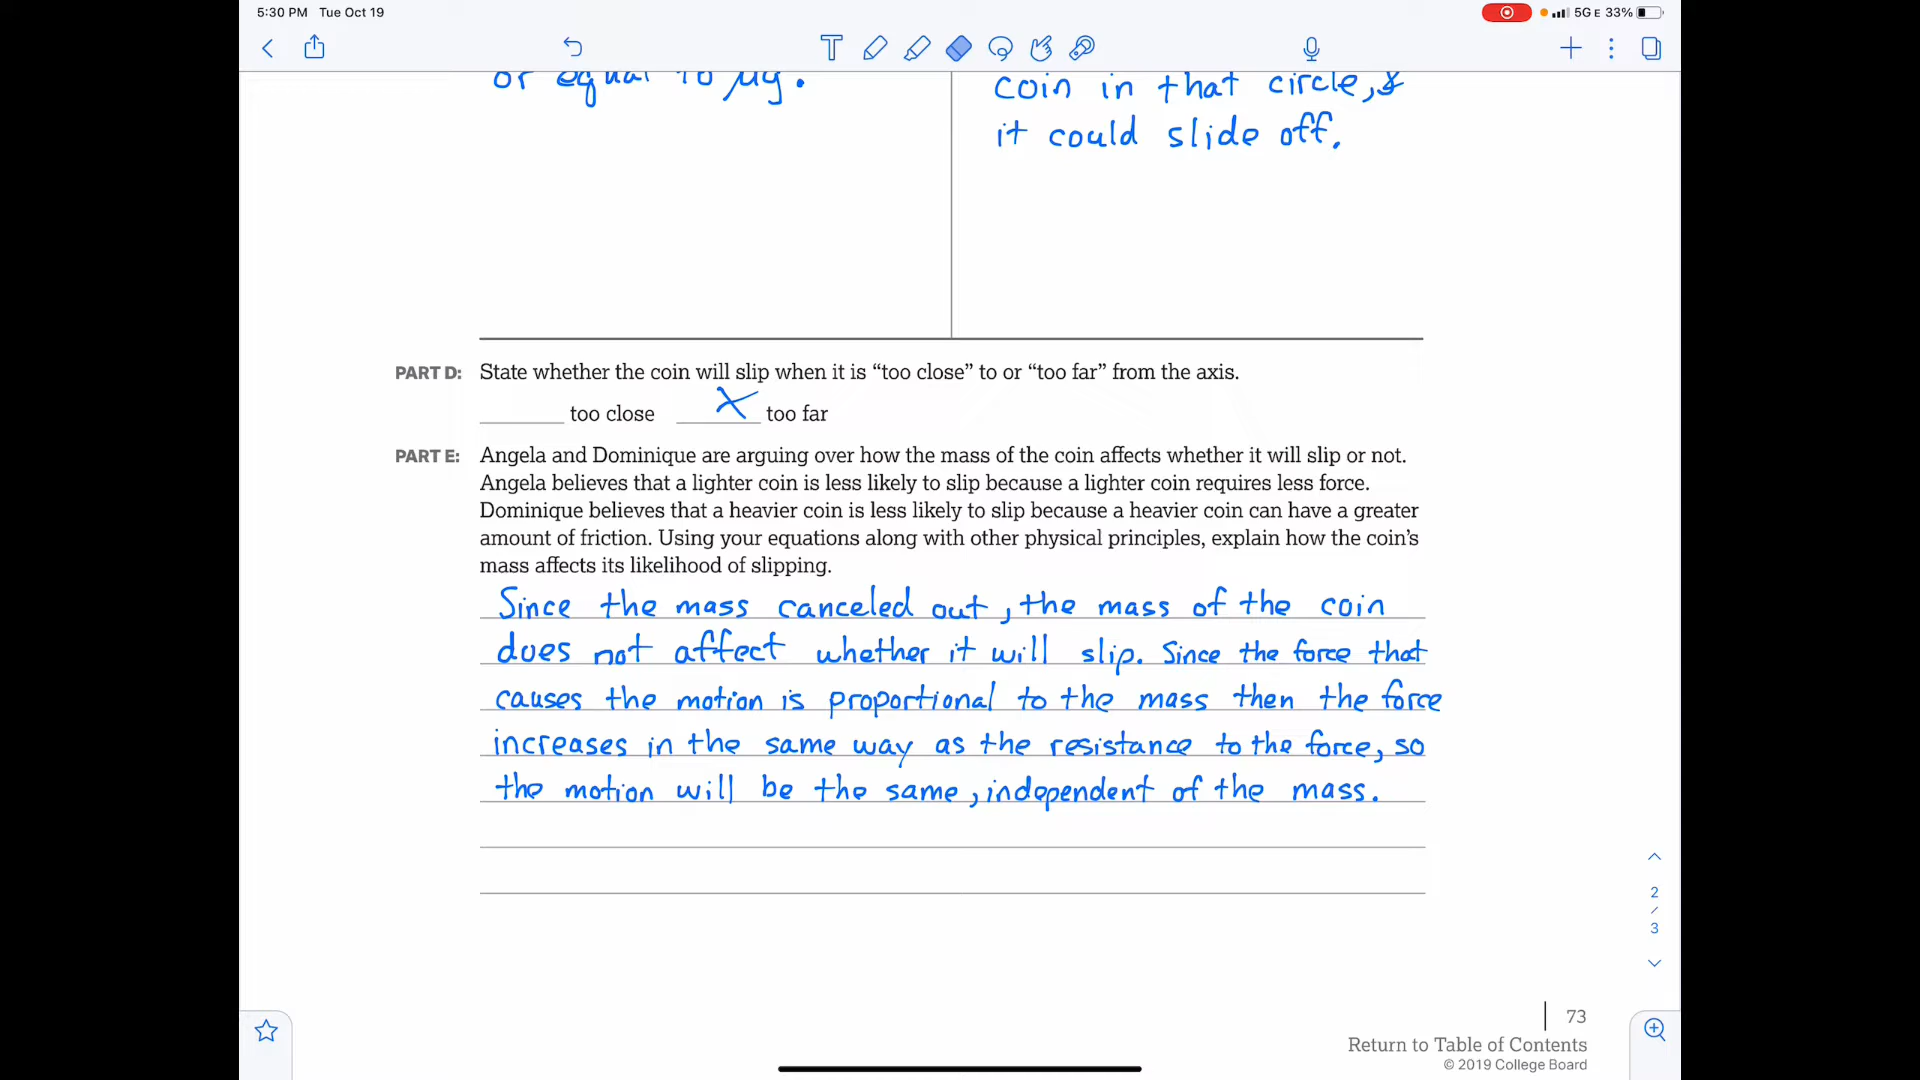 5:30 PM Tue Oct 19
5G E 33%
or equal to μg.
coin in that circle, &
it could slide off.
PART D: State whether the coin will slip when it is “too close” to or “too far” from the axis.
too close X too far
PART E: Angela and Dominique are arguing over how the mass of the coin affects whether it will slip or not.
Angela believes that a lighter coin is less likely to slip because a lighter coin requires less force.
Dominique believes that a heavier coin is less likely to slip because a heavier coin can have a greater
amount of friction. Using your equations along with other physical principles, explain how the coin’s
mass affects its likelihood of slipping.
Since the mass canceled out, the mass of the coin
does not affect whether it will slip. Since the force that
causes the motion is proportional to the mass then the force
increases in the same way as the resistance to the force, so
the motion will be the same, independent of the mass.
2
/
3
73
Return to Table of Contents
© 2019 College Board